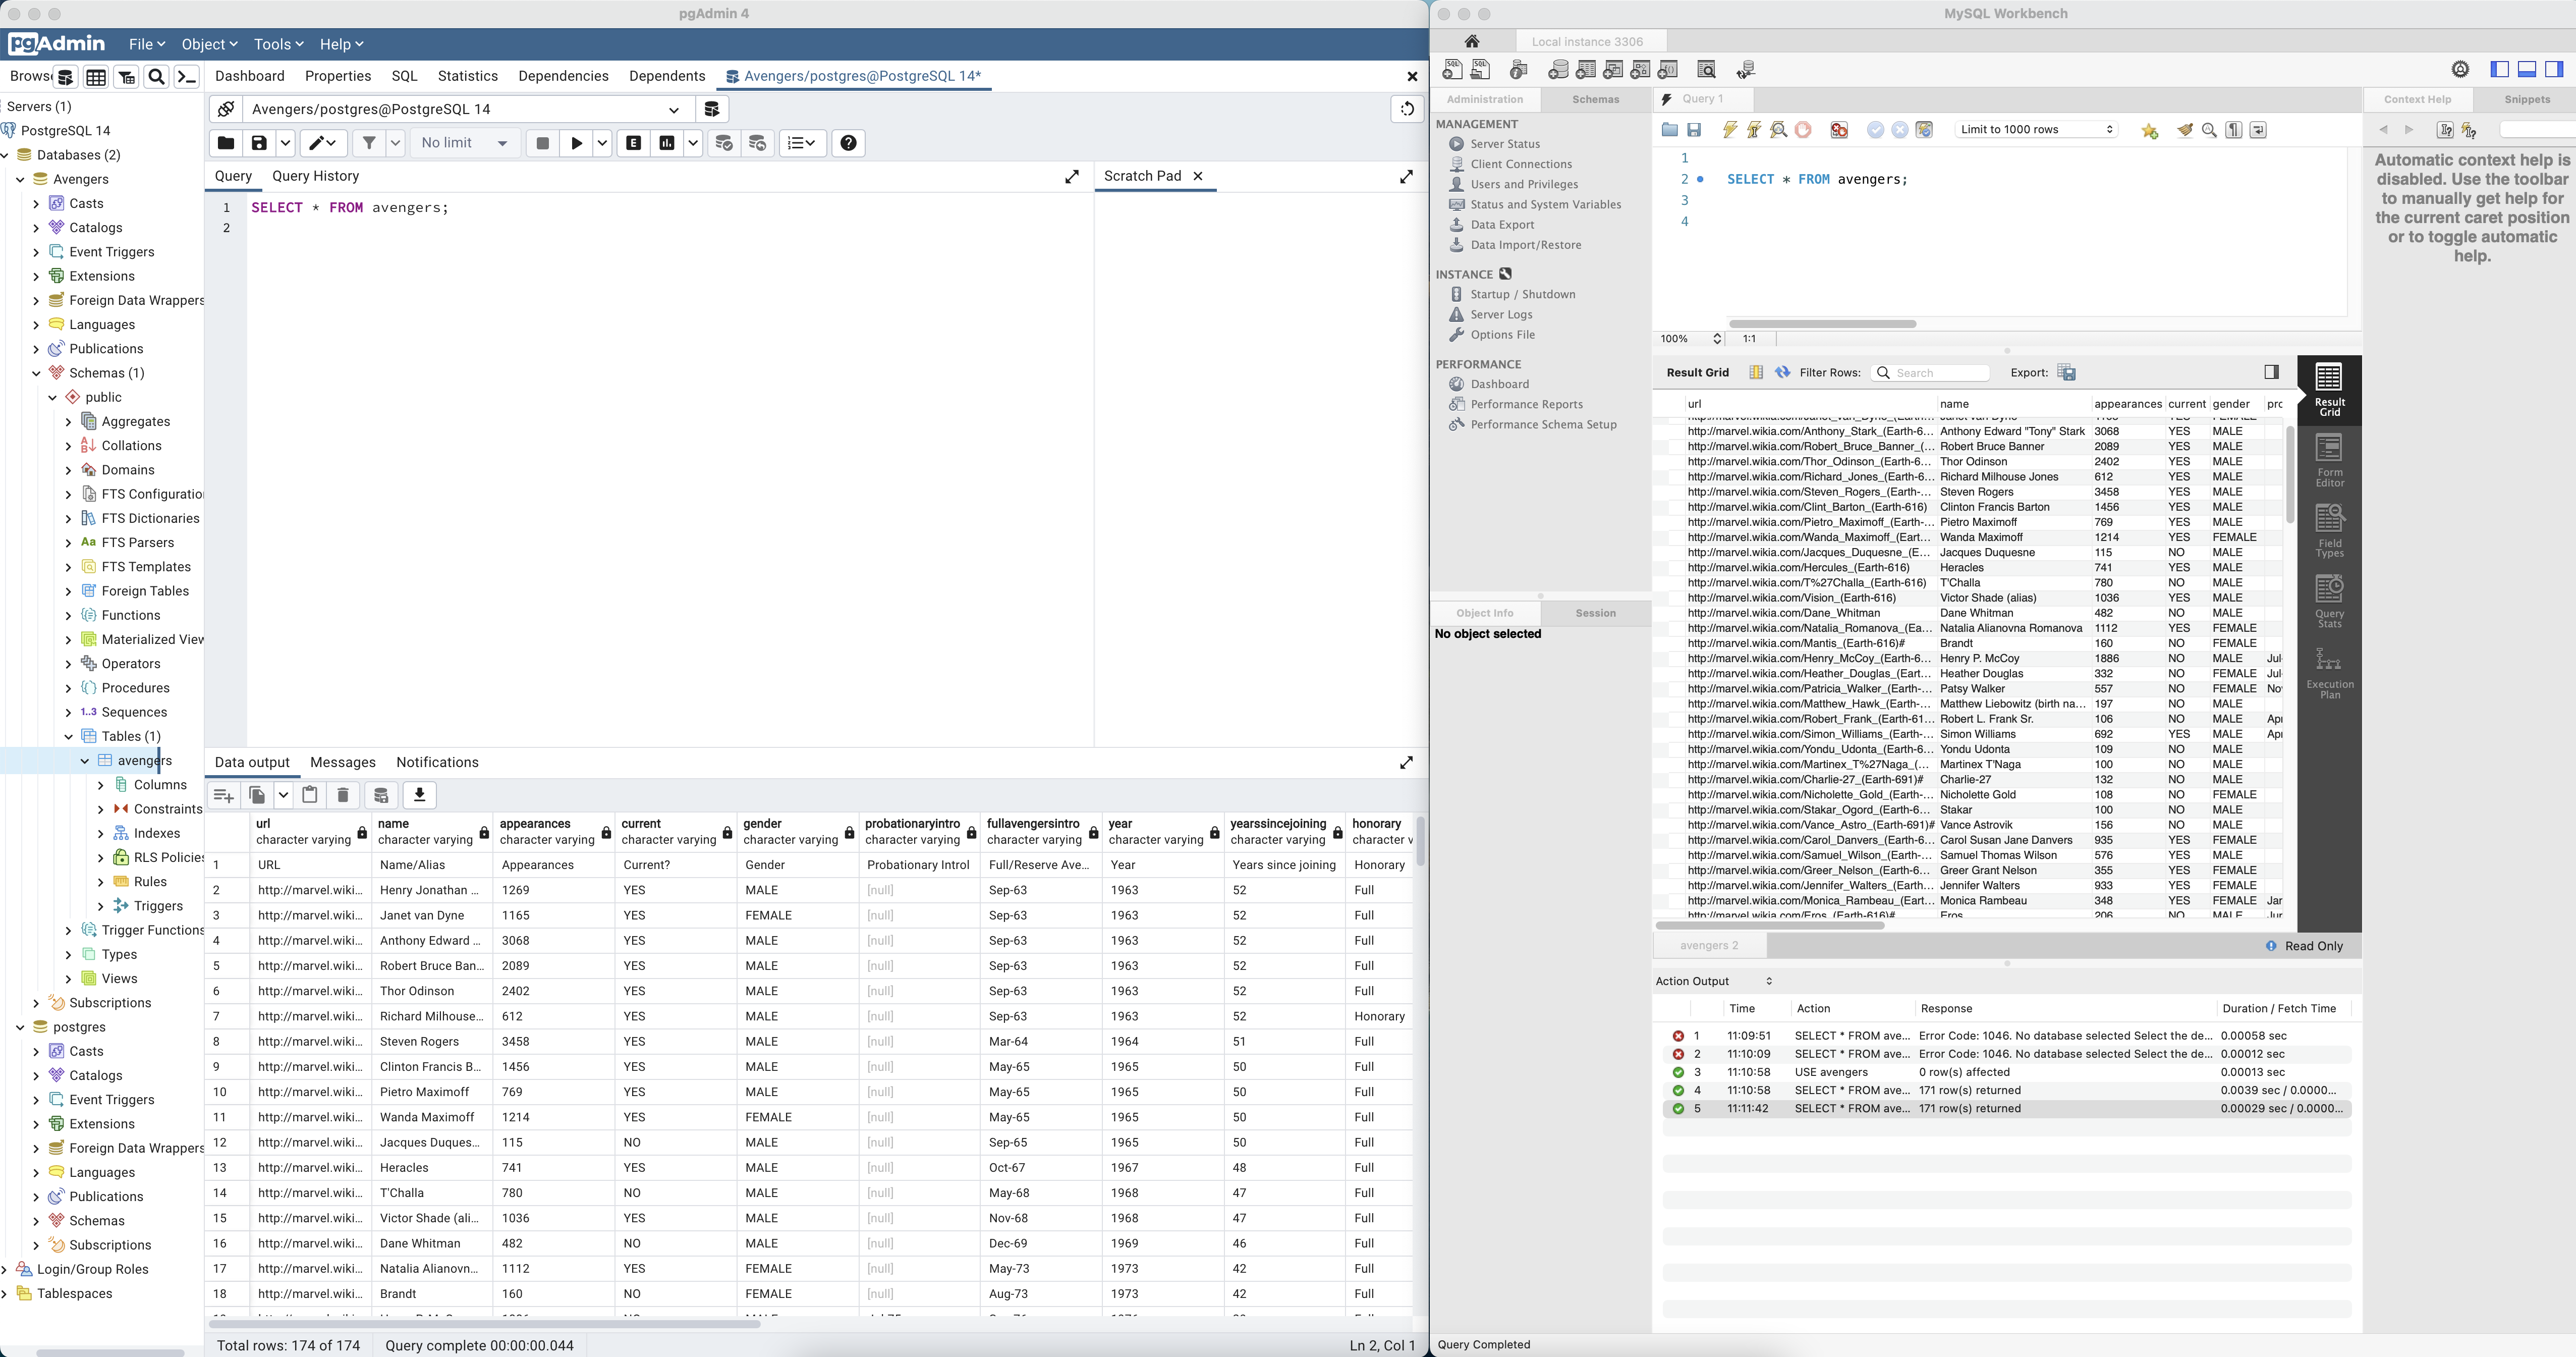 pgAdmin 4
pgAdmin File Object Tools Help
Browse
Dashboard Properties SQL Statistics Dependencies Dependents Avengers/postgres@PostgreSQL 14*
Servers (1)
PostgreSQL 14
Databases (2)
Avengers
Casts
Catalogs
Event Triggers
Extensions
Foreign Data Wrappers
Languages
Publications
Schemas (1)
public
Aggregates
Collations
Domains
FTS Configuratio
FTS Dictionaries
Aa FTS Parsers
FTS Templates
Foreign Tables
Functions
Materialized View
Operators
Procedures
1..3 Sequences
Tables (1)
avengers
Columns
Constraints
Indexes
RLS Policies
Rules
Triggers
Trigger Functions
Types
Views
Subscriptions
postgres
Casts
Catalogs
Event Triggers
Extensions
Foreign Data Wrappers
Languages
Publications
Schemas
Subscriptions
Login/Group Roles
Tablespaces
Avengers/postgres@PostgreSQL 14
No limit
Query Query History
Scratch Pad
1 SELECT * FROM avengers;
2
Data output Messages Notifications
url name appearances current gender probationaryintro fullavengersintro year yearssincejoining honorary
character varying character varying character varying character varying character varying character varying character varying character varying character varying character v
1 URL Name/Alias Appearances Current? Gender Probationary Introl Full/Reserve Ave... Year Years since joining Honorary
2 http://marvel.wiki... Henry Jonathan ... 1269 YES MALE [null] Sep-63 1963 52 Full
3 http://marvel.wiki... Janet van Dyne 1165 YES FEMALE [null] Sep-63 1963 52 Full
4 http://marvel.wiki... Anthony Edward ... 3068 YES MALE [null] Sep-63 1963 52 Full
5 http://marvel.wiki... Robert Bruce Ban... 2089 YES MALE [null] Sep-63 1963 52 Full
6 http://marvel.wiki... Thor Odinson 2402 YES MALE [null] Sep-63 1963 52 Full
7 http://marvel.wiki... Richard Milhouse... 612 YES MALE [null] Sep-63 1963 52 Honorary
8 http://marvel.wiki... Steven Rogers 3458 YES MALE [null] Mar-64 1964 51 Full
9 http://marvel.wiki... Clinton Francis B... 1456 YES MALE [null] May-65 1965 50 Full
10 http://marvel.wiki... Pietro Maximoff 769 YES MALE [null] May-65 1965 50 Full
11 http://marvel.wiki... Wanda Maximoff 1214 YES FEMALE [null] May-65 1965 50 Full
12 http://marvel.wiki... Jacques Duques... 115 NO MALE [null] Sep-65 1965 50 Full
13 http://marvel.wiki... Heracles 741 YES MALE [null] Oct-67 1967 48 Full
14 http://marvel.wiki... T'Challa 780 NO MALE [null] May-68 1968 47 Full
15 http://marvel.wiki... Victor Shade (ali... 1036 YES MALE [null] Nov-68 1968 47 Full
16 http://marvel.wiki... Dane Whitman 482 NO MALE [null] Dec-69 1969 46 Full
17 http://marvel.wiki... Natalia Alianovn... 1112 YES FEMALE [null] May-73 1973 42 Full
18 http://marvel.wiki... Brandt 160 NO FEMALE [null] Aug-73 1973 42 Full
Total rows: 174 of 174 Query complete 00:00:00.044 Ln 2, Col 1
MySQL Workbench
Local instance 3306
Administration Schemas
MANAGEMENT
Server Status
Client Connections
Users and Privileges
Status and System Variables
Data Export
Data Import/Restore
INSTANCE
Startup / Shutdown
Server Logs
Options File
PERFORMANCE
Dashboard
Performance Reports
Performance Schema Setup
Object Info Session
No object selected
Query 1
Limit to 1000 rows
1
2 SELECT * FROM avengers;
3
4
100% 1:1
Result Grid Filter Rows: Search Export:
url name appearances current gender prc
http://marvel.wikia.com/Anthony_Stark_(Earth-6... Anthony Edward "Tony" Stark 3068 YES MALE
http://marvel.wikia.com/Robert_Bruce_Banner_(... Robert Bruce Banner 2089 YES MALE
http://marvel.wikia.com/Thor_Odinson_(Earth-6... Thor Odinson 2402 YES MALE
http://marvel.wikia.com/Richard_Jones_(Earth-6... Richard Milhouse Jones 612 YES MALE
http://marvel.wikia.com/Steven_Rogers_(Earth-... Steven Rogers 3458 YES MALE
http://marvel.wikia.com/Clint_Barton_(Earth-616) Clinton Francis Barton 1456 YES MALE
http://marvel.wikia.com/Pietro_Maximoff_(Earth-... Pietro Maximoff 769 YES MALE
http://marvel.wikia.com/Wanda_Maximoff_(Eart... Wanda Maximoff 1214 YES FEMALE
http://marvel.wikia.com/Jacques_Duquesne_(E... Jacques Duquesne 115 NO MALE
http://marvel.wikia.com/Hercules_(Earth-616) Heracles 741 YES MALE
http://marvel.wikia.com/T%27Challa_(Earth-616) T'Challa 780 NO MALE
http://marvel.wikia.com/Vision_(Earth-616) Victor Shade (alias) 1036 YES MALE
http://marvel.wikia.com/Dane_Whitman Dane Whitman 482 NO MALE
http://marvel.wikia.com/Natalia_Romanova_(Ea... Natalia Alianovna Romanova 1112 YES FEMALE
http://marvel.wikia.com/Mantis_(Earth-616)# Brandt 160 NO FEMALE
http://marvel.wikia.com/Henry_McCoy_(Earth-6... Henry P. McCoy 1886 NO MALE Jul-
http://marvel.wikia.com/Heather_Douglas_(Eart... Heather Douglas 332 NO FEMALE Jul-
http://marvel.wikia.com/Patricia_Walker_(Earth-... Patsy Walker 557 NO FEMALE Nov
http://marvel.wikia.com/Matthew_Hawk_(Earth-... Matthew Liebowitz (birth na... 197 NO MALE
http://marvel.wikia.com/Robert_Frank_(Earth-61... Robert L. Frank Sr. 106 NO MALE Apr
http://marvel.wikia.com/Simon_Williams_(Earth-... Simon Williams 692 YES MALE Apr
http://marvel.wikia.com/Yondu_Udonta_(Earth-6... Yondu Udonta 109 NO MALE
http://marvel.wikia.com/Martinex_T%27Naga_(... Martinex T'Naga 100 NO MALE
http://marvel.wikia.com/Charlie-27_(Earth-691)# Charlie-27 132 NO MALE
http://marvel.wikia.com/Nicholette_Gold_(Earth-... Nicholette Gold 108 NO FEMALE
http://marvel.wikia.com/Stakar_Ogord_(Earth-6... Stakar 100 NO MALE
http://marvel.wikia.com/Vance_Astro_(Earth-691)# Vance Astrovik 156 NO MALE
http://marvel.wikia.com/Carol_Danvers_(Earth-... Carol Susan Jane Danvers 935 YES FEMALE
http://marvel.wikia.com/Samuel_Wilson_(Earth-... Samuel Thomas Wilson 576 YES MALE
http://marvel.wikia.com/Greer_Nelson_(Earth-... Greer Grant Nelson 355 YES FEMALE
http://marvel.wikia.com/Jennifer_Walters_(Earth... Jennifer Walters 933 YES FEMALE
http://marvel.wikia.com/Monica_Rambeau_(Eart... Monica Rambeau 348 YES FEMALE Jar
http://marvel.wikia.com/Eros_(Earth-616)# Eros 206 NO MALE Jur
Result Grid
Form Editor
Field Types
Query Stats
Execution Plan
avengers 2 Read Only
Action Output
Time Action Response Duration / Fetch Time
1 11:09:51 SELECT * FROM ave... Error Code: 1046. No database selected Select the de... 0.00058 sec
2 11:10:09 SELECT * FROM ave... Error Code: 1046. No database selected Select the de... 0.00012 sec
3 11:10:58 USE avengers 0 row(s) affected 0.00013 sec
4 11:10:58 SELECT * FROM ave... 171 row(s) returned 0.0039 sec / 0.0000...
5 11:11:42 SELECT * FROM ave... 171 row(s) returned 0.00029 sec / 0.0000...
Query Completed
Context Help Snippets
Automatic context help is
disabled. Use the toolbar
to manually get help for
the current caret position
or to toggle automatic
help.